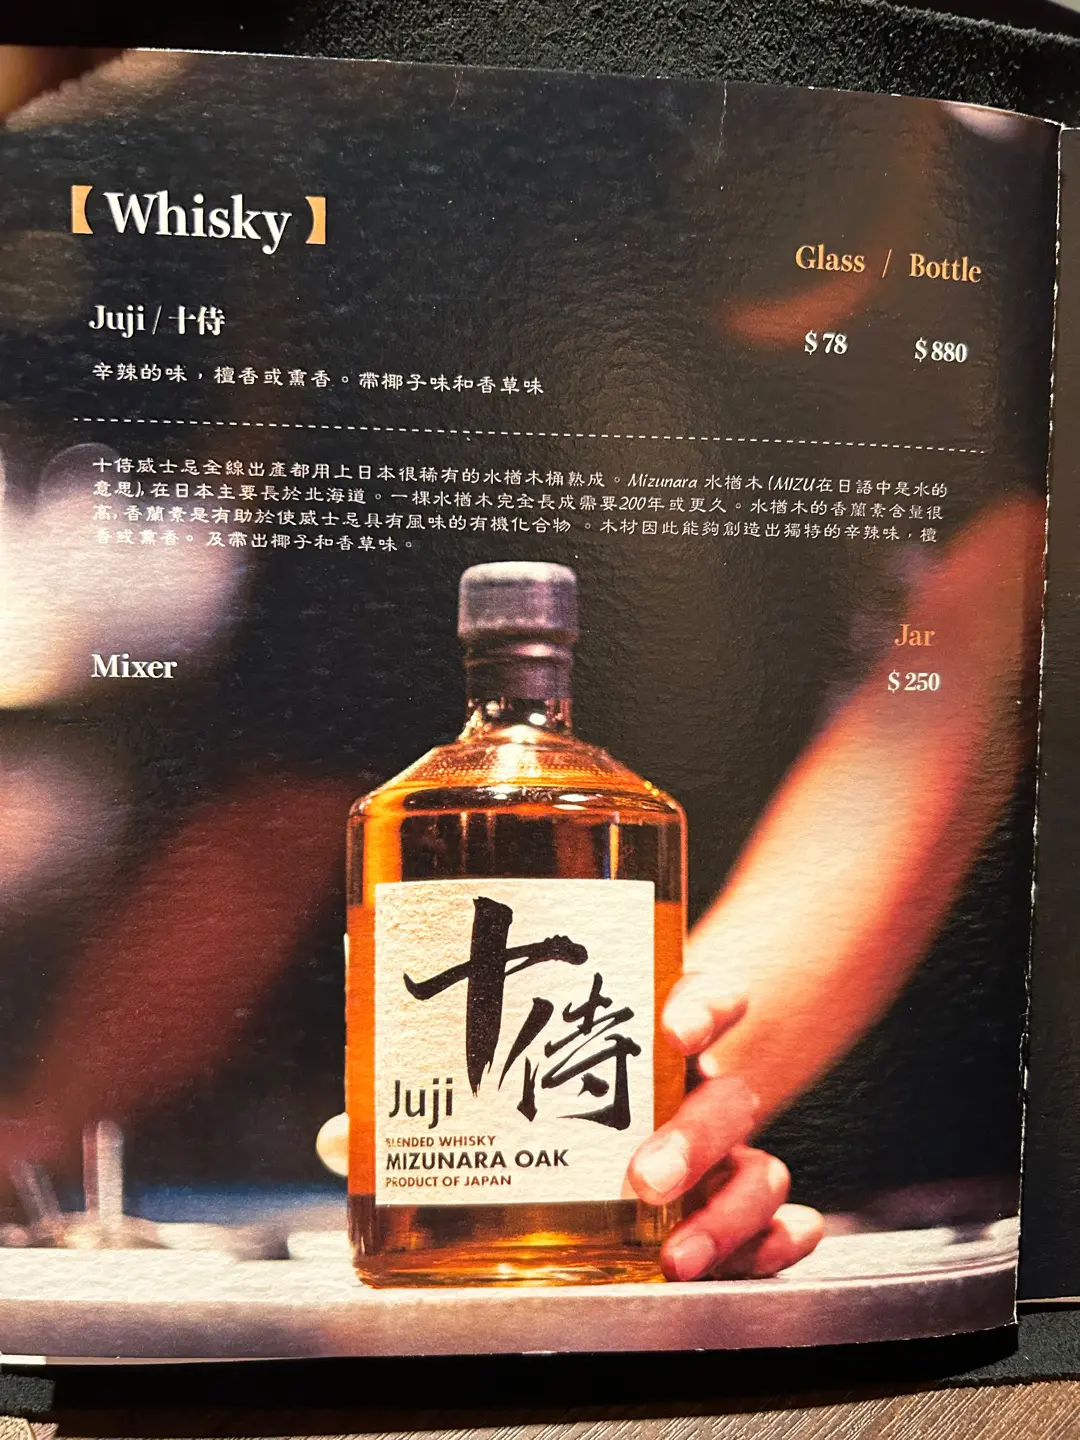 【Whisky】
Glass / Bottle
Juji / 十侍
$ 78 $ 880
辛辣的味，檀香或熏香。帶椰子味和香草味
十侍威士忌全線出產都用上日本很稀有的水楢木桶熟成。Mizunara 水楢木 (MIZU在日語中是水的
意思), 在日本主要長於北海道。一棵水楢木完全長成需要200年或更久。水楢木的香蘭素含量很
高, 香蘭素是有助於使威士忌具有風味的有機化合物 。木材因此能夠創造出獨特的辛辣味，檀
香或薰香。 及帶出椰子和香草味。
Jar
Mixer
$ 250
十侍
Juji
BLENDED WHISKY
MIZUNARA OAK
PRODUCT OF JAPAN